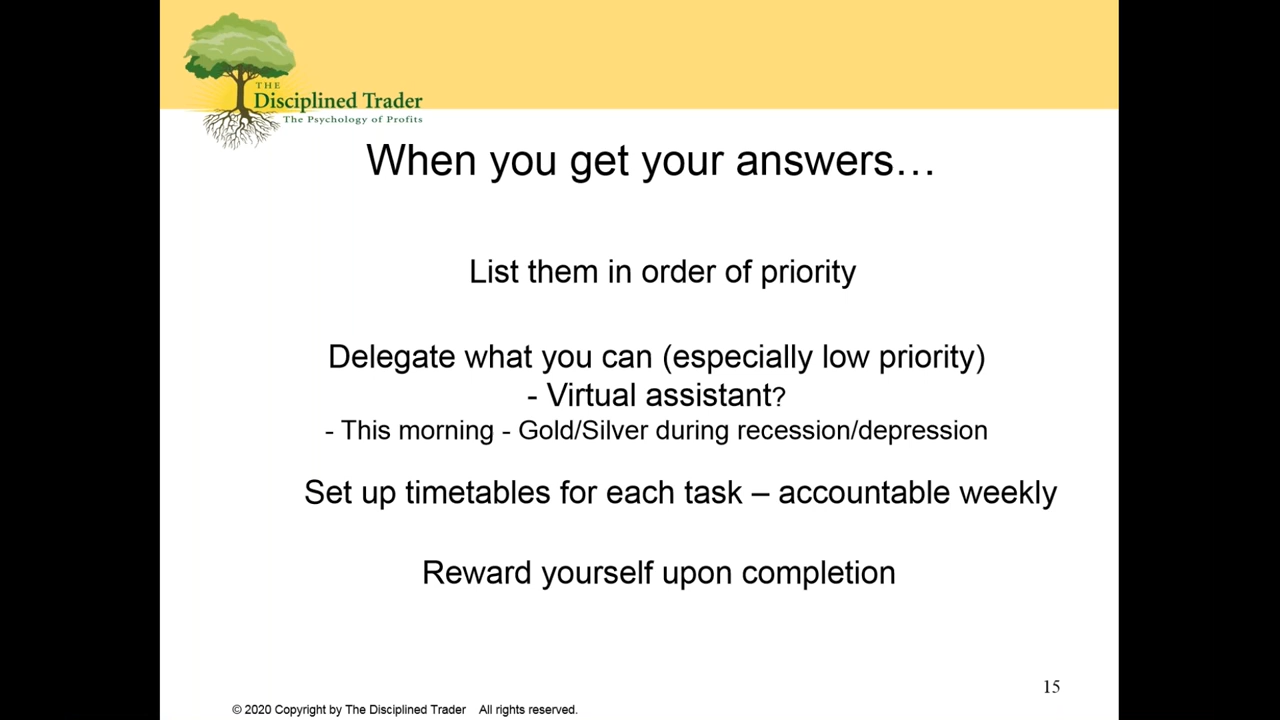 THE
Disciplined Trader
The Psychology of Profits
When you get your answers…
List them in order of priority
Delegate what you can (especially low priority)
- Virtual assistant?
- This morning - Gold/Silver during recession/depression
Set up timetables for each task – accountable weekly
Reward yourself upon completion
15
© 2020 Copyright by The Disciplined Trader All rights reserved.